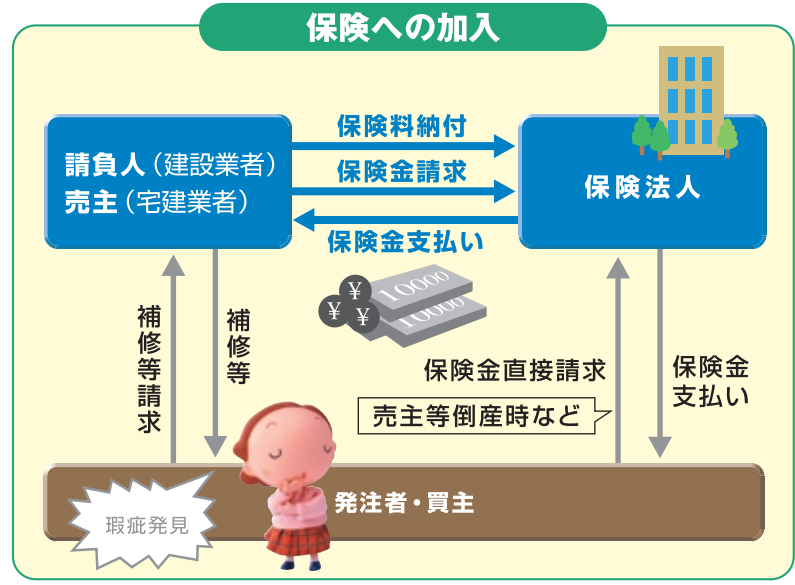 保険への加入
請負人（建設業者）
売主（宅建業者）
保険料納付
保険金請求
保険金支払い
保険法人
¥
¥
¥
10000
10000
補修等請求
補修等
保険金直接請求
売主等倒産時など
保険金
支払い
瑕疵発見
発注者・買主